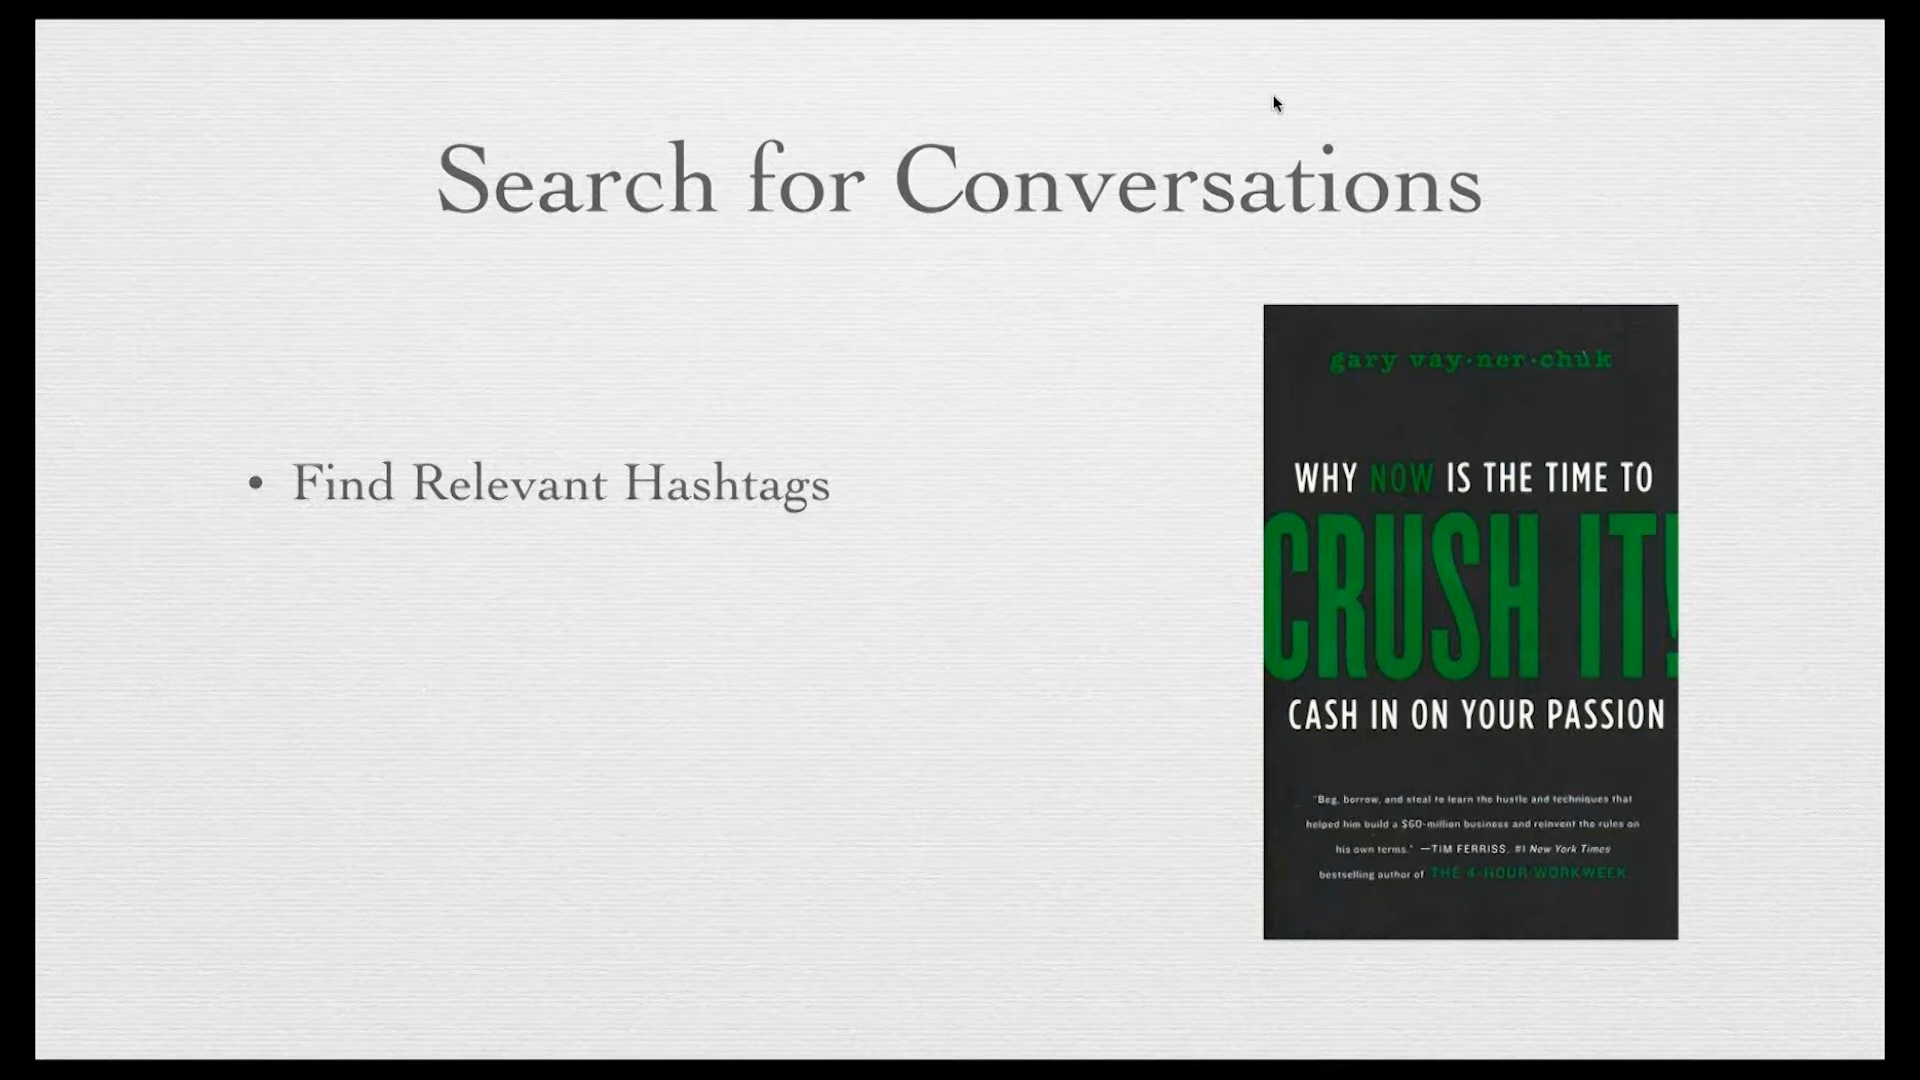 Search for Conversations
• Find Relevant Hashtags
gary vay·ner·chuk
WHY NOW IS THE TIME TO
CRUSH IT!
CASH IN ON YOUR PASSION
"Beg, borrow, and steal to learn the hustle and techniques that
helped him build a $60-million business and reinvent the rules on
his own terms." —TIM FERRISS, #1 New York Times
bestselling author of THE 4-HOUR WORKWEEK